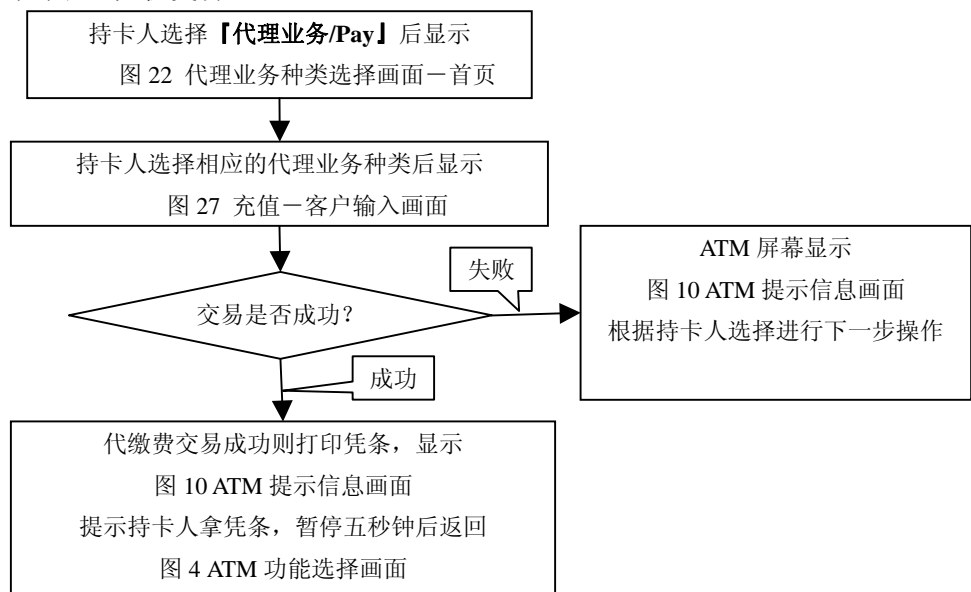 持卡人选择『代理业务/Pay』后显示
图 22 代理业务种类选择画面－首页
持卡人选择相应的代理业务种类后显示
图 27 充值－客户输入画面
交易是否成功？
失败
ATM 屏幕显示
图 10 ATM 提示信息画面
根据持卡人选择进行下一步操作
成功
代缴费交易成功则打印凭条，显示
图 10 ATM 提示信息画面
提示持卡人拿凭条，暂停五秒钟后返回
图 4 ATM 功能选择画面